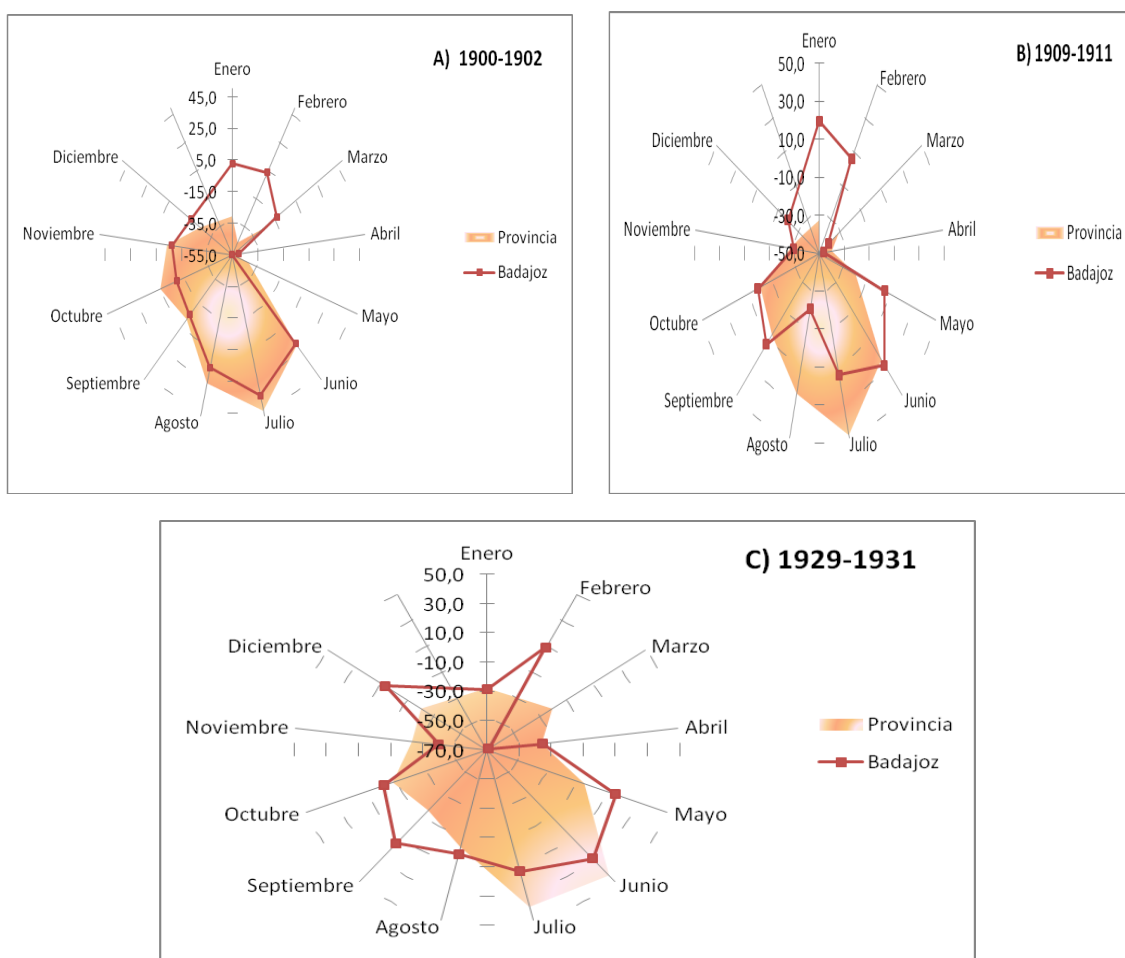 A) 1900-1902
Enero
45,0
25,0
5,0
-15,0
-35,0
-55,0
Febrero
Marzo
Abril
Mayo
Junio
Julio
Agosto
Septiembre
Octubre
Noviembre
Diciembre
Provincia
Badajoz
B) 1909-1911
Enero
50,0
30,0
10,0
-10,0
-30,0
-50,0
Febrero
Marzo
Abril
Mayo
Junio
Julio
Agosto
Septiembre
Octubre
Noviembre
Diciembre
Provincia
Badajoz
C) 1929-1931
Enero
50,0
30,0
10,0
-10,0
-30,0
-50,0
-70,0
Febrero
Marzo
Abril
Mayo
Junio
Julio
Agosto
Septiembre
Octubre
Noviembre
Diciembre
Provincia
Badajoz